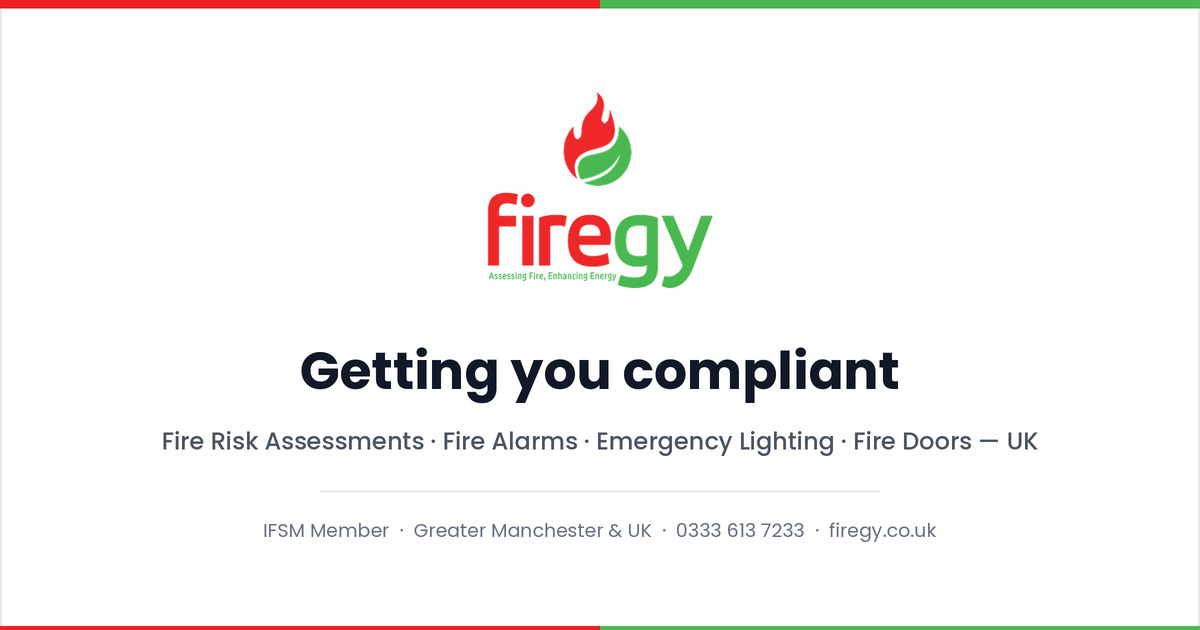 firegy
Assessing Fire, Enhancing Energy
Getting you compliant
Fire Risk Assessments · Fire Alarms · Emergency Lighting · Fire Doors — UK
IFSM Member · Greater Manchester & UK · 0333 613 7233 · firegy.co.uk